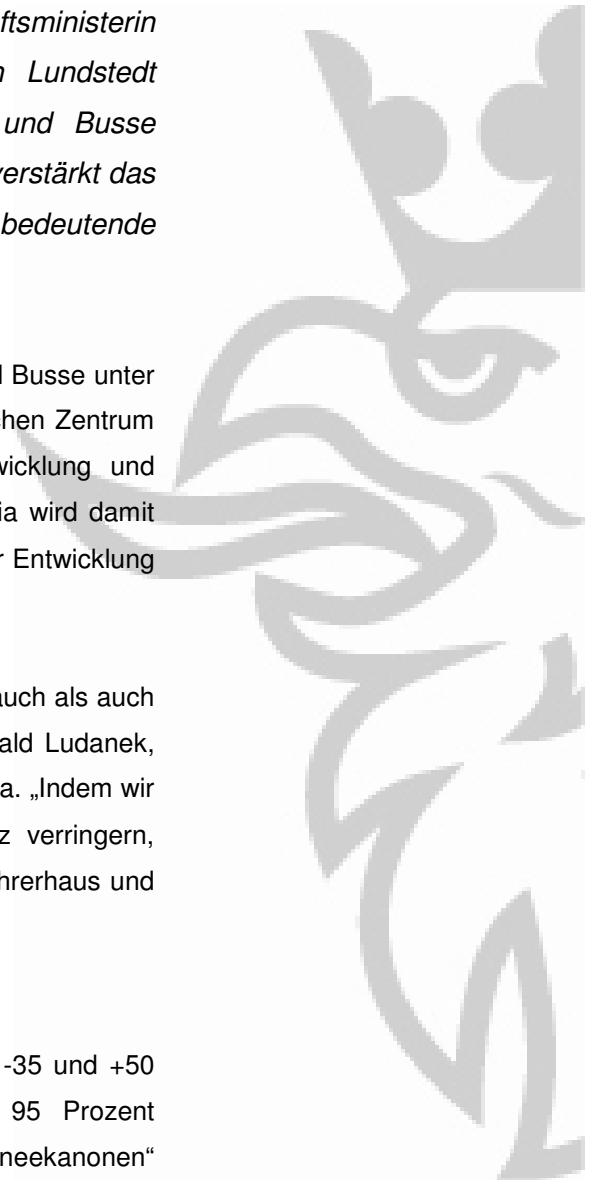 ftsministerin
Lundstedt
und Busse
verstärkt das
bedeutende
Busse unter
chen Zentrum
wicklung und
ia wird damit
r Entwicklung
auch als auch
ald Ludanek,
a. „Indem wir
z verringern,
hrerhaus und
-35 und +50
95 Prozent
neekanonen“